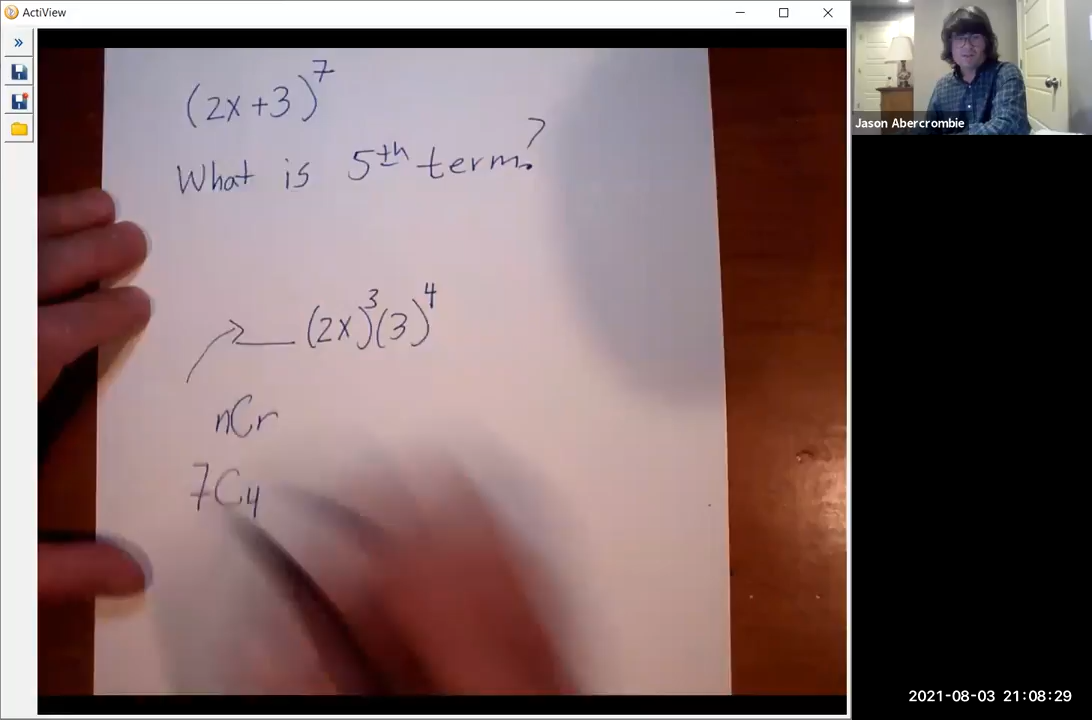 ActiView
(2x+3)^7
What is 5th term?
__ (2x)^3 (3)^4
nCr
7C4
Jason Abercrombie
2021-08-03 21:08:29